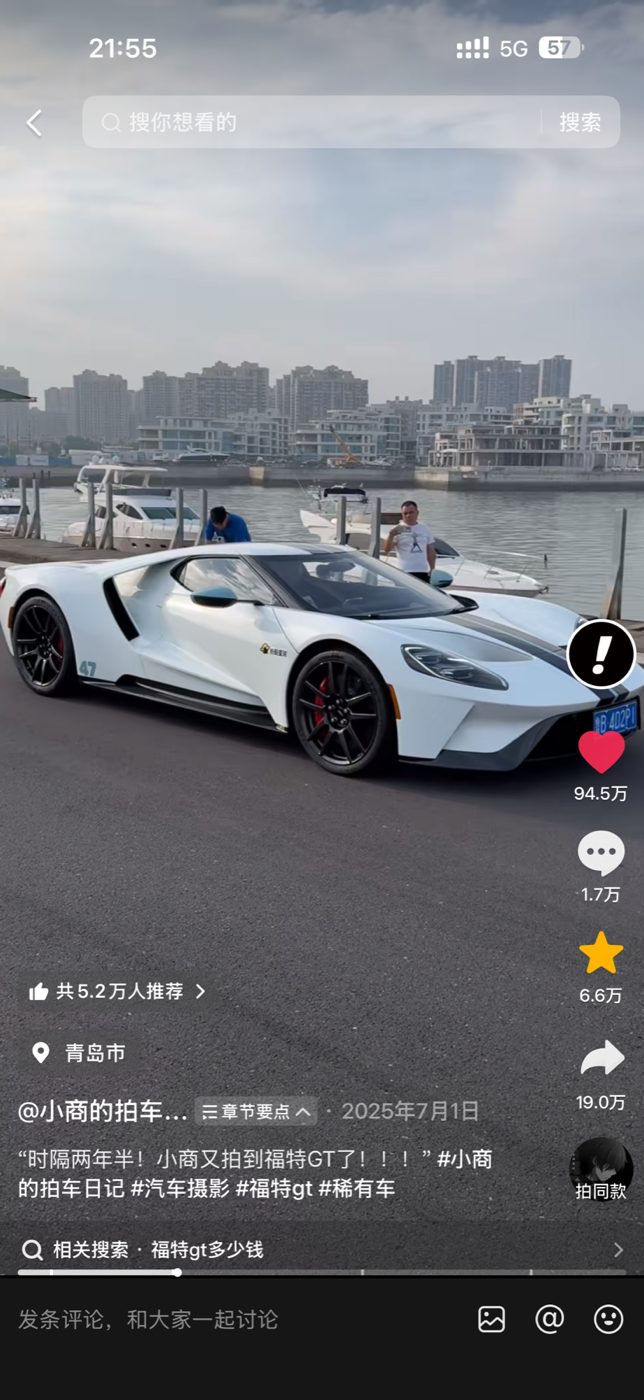 21:55
5G
57
搜你想看的
搜索
47
94.5万
1.7万
共5.2万人推荐
6.6万
青岛市
@小商的拍车...
章节要点
· 2025年7月1日
19.0万
“时隔两年半！小商又拍到福特GT了！！！” #小商
的拍车日记 #汽车摄影 #福特gt #稀有车
拍同款
相关搜索 · 福特gt多少钱
发条评论，和大家一起讨论